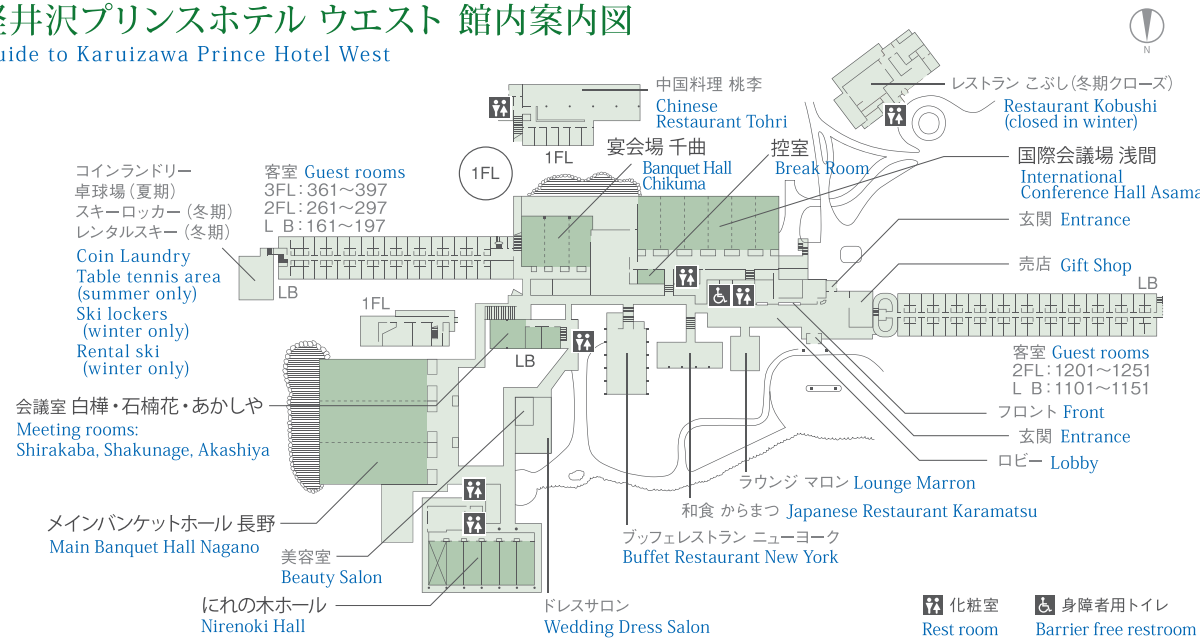 軽井沢プリンスホテル ウエスト 館内案内図
uide to Karuizawa Prince Hotel West
N
中国料理 桃李
Chinese
Restaurant Tohri
レストラン こぶし(冬期クローズ)
Restaurant Kobushi
(closed in winter)
1FL
1FL
宴会場 千曲
Banquet Hall
Chikuma
控室
Break Room
国際会議場 浅間
International
Conference Hall Asama
玄関 Entrance
売店 Gift Shop
LB
コインランドリー
卓球場(夏期)
スキーロッカー(冬期)
レンタルスキー(冬期)
Coin Laundry
Table tennis area
(summer only)
Ski lockers
(winter only)
Rental ski
(winter only)
客室 Guest rooms
3FL:361~397
2FL:261~297
L B:161~197
LB
1FL
LB
客室 Guest rooms
2FL:1201~1251
L B:1101~1151
フロント Front
玄関 Entrance
ロビー Lobby
会議室 白樺・石楠花・あかしや
Meeting rooms:
Shirakaba, Shakunage, Akashiya
ラウンジ マロン Lounge Marron
和食 からまつ Japanese Restaurant Karamatsu
ブッフェレストラン ニューヨーク
Buffet Restaurant New York
メインバンケットホール 長野
Main Banquet Hall Nagano
美容室
Beauty Salon
にれの木ホール
Nirenoki Hall
ドレスサロン
Wedding Dress Salon
化粧室
Rest room
身障者用トイレ
Barrier free restroom